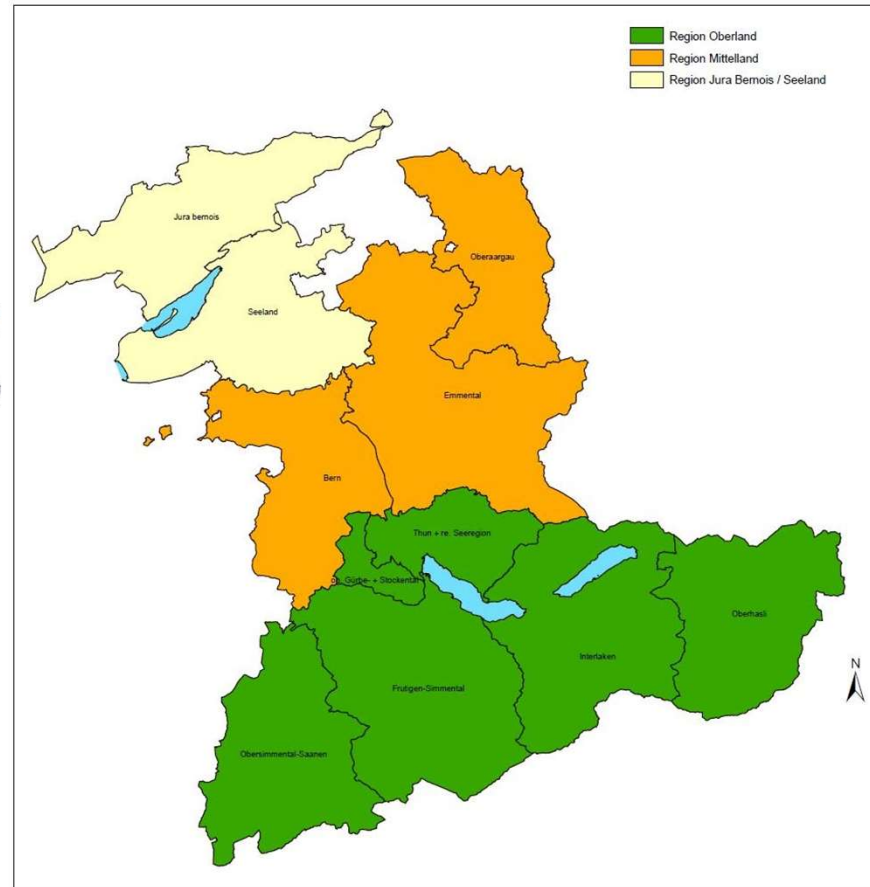 Region Oberland
Region Mittelland
Region Jura Bernois / Seeland
Jura bernois
Oberaargau
Seeland
Emmental
Bern
Thun + re. Seeregion
Gürbe- + Stockental
Oberhasli
Interlaken
N
Frutigen-Simmental
Obersimmental-Saanen